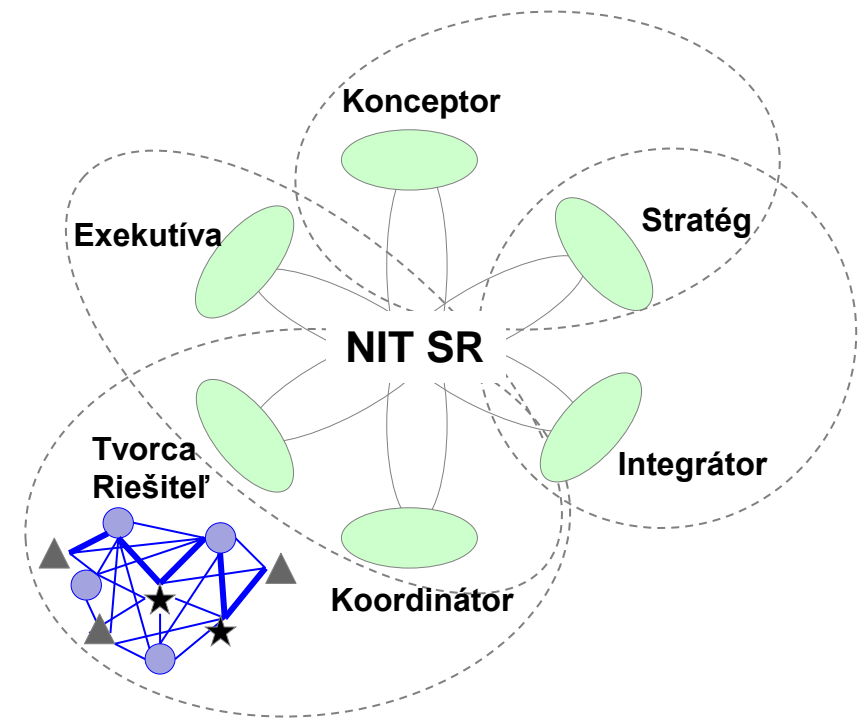 Konceptor
Stratég
Exekutíva
NIT SR
Tvorca
Riešiteľ
Integrátor
Koordinátor